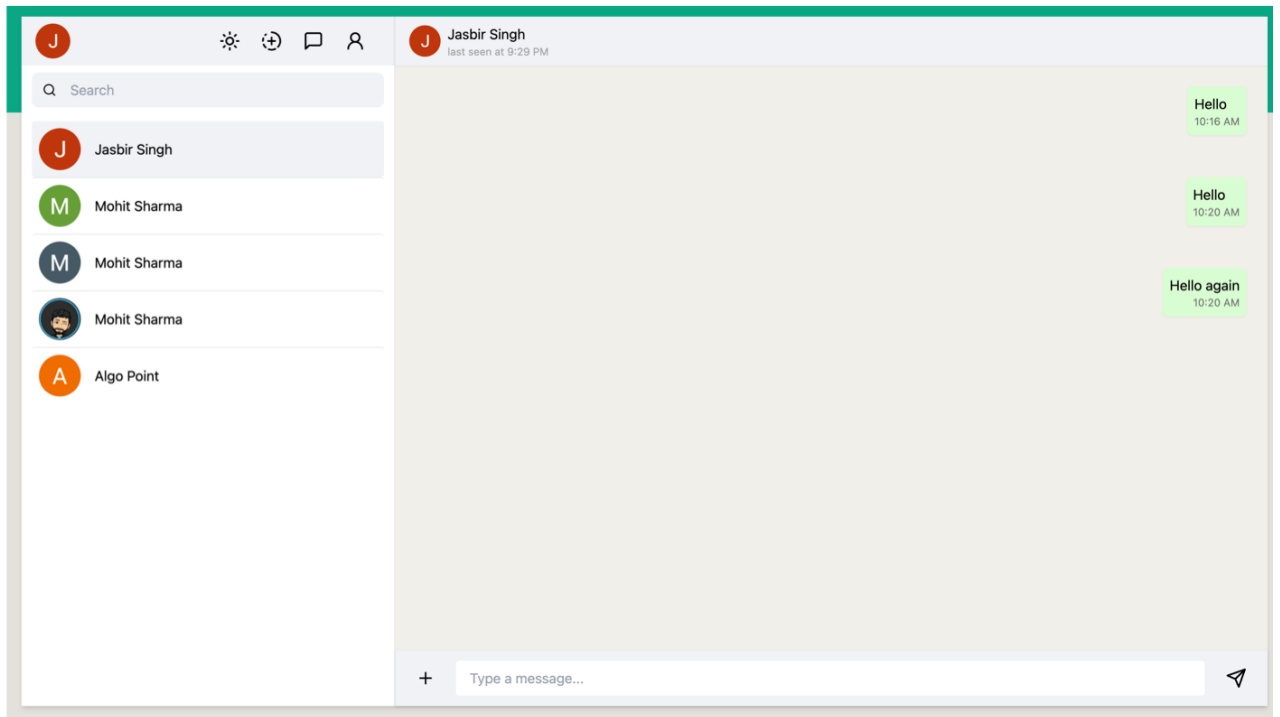 J
Search
J
Jasbir Singh
M
Mohit Sharma
M
Mohit Sharma
Mohit Sharma
A
Algo Point
J
Jasbir Singh
last seen at 9:29 PM
Hello
10:16 AM
Hello
10:20 AM
Hello again
10:20 AM
Type a message...